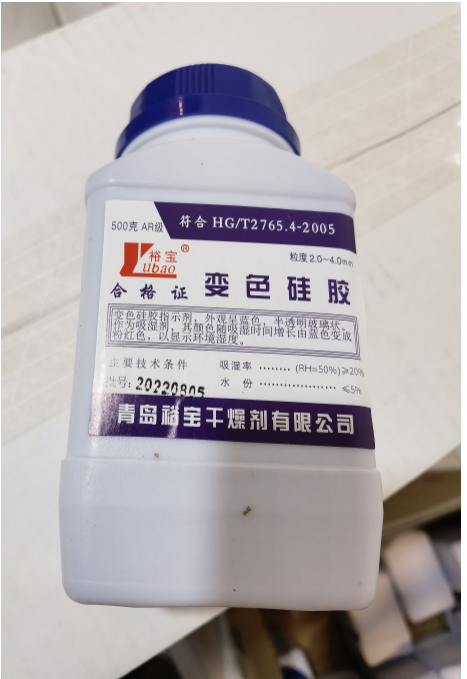 500克 AR级 符合 HG/T2765.4-2005
裕宝®
Yubao
粒度 2.0~4.0mm
合格证 变色硅胶
变色硅胶指示剂，外观呈蓝色，半透明玻璃状，
作为吸湿剂，其颜色随吸湿时间增长由蓝色变成
粉红色，以显示环境湿度。
主要技术条件 吸湿率 ........ (RH=50%)≥20%
批号: 20220805 水份 .................... ≤5%
青岛裕宝干燥剂有限公司